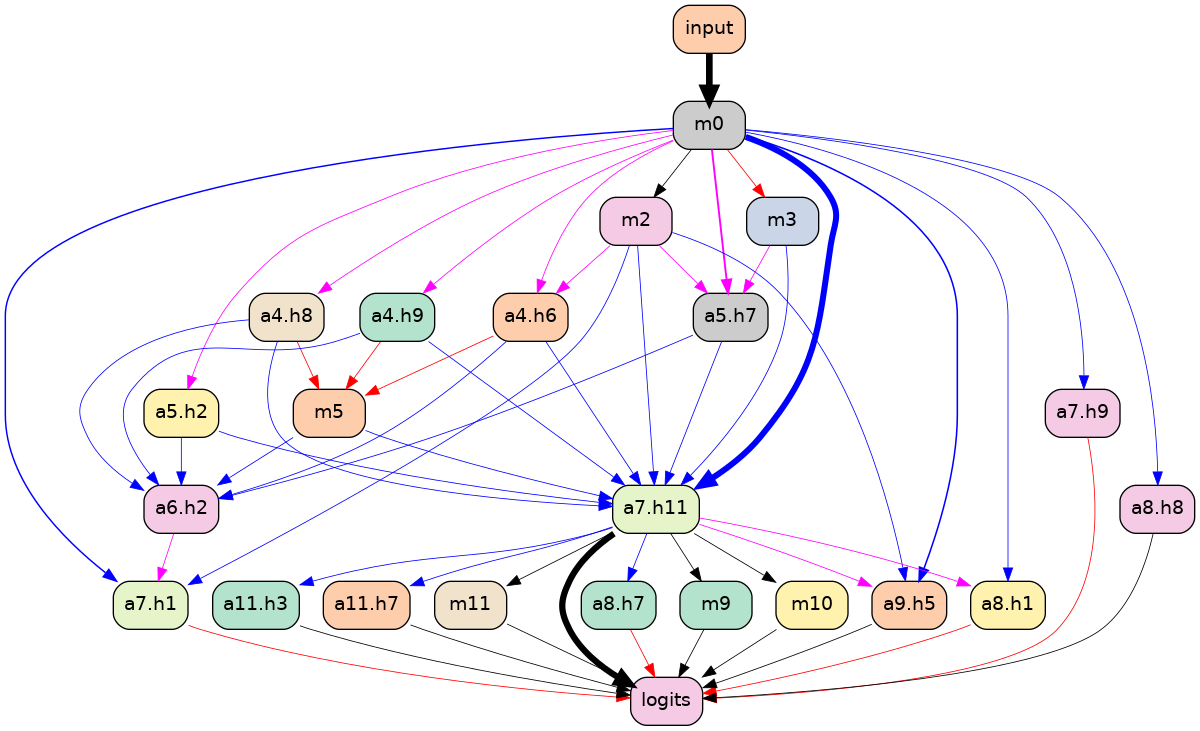 input
m0
m2
m3
a4.h8
a4.h9
a4.h6
a5.h7
a5.h2
m5
a7.h9
a6.h2
a7.h11
a8.h8
a7.h1
a11.h3
a11.h7
m11
a8.h7
m9
m10
a9.h5
a8.h1
logits